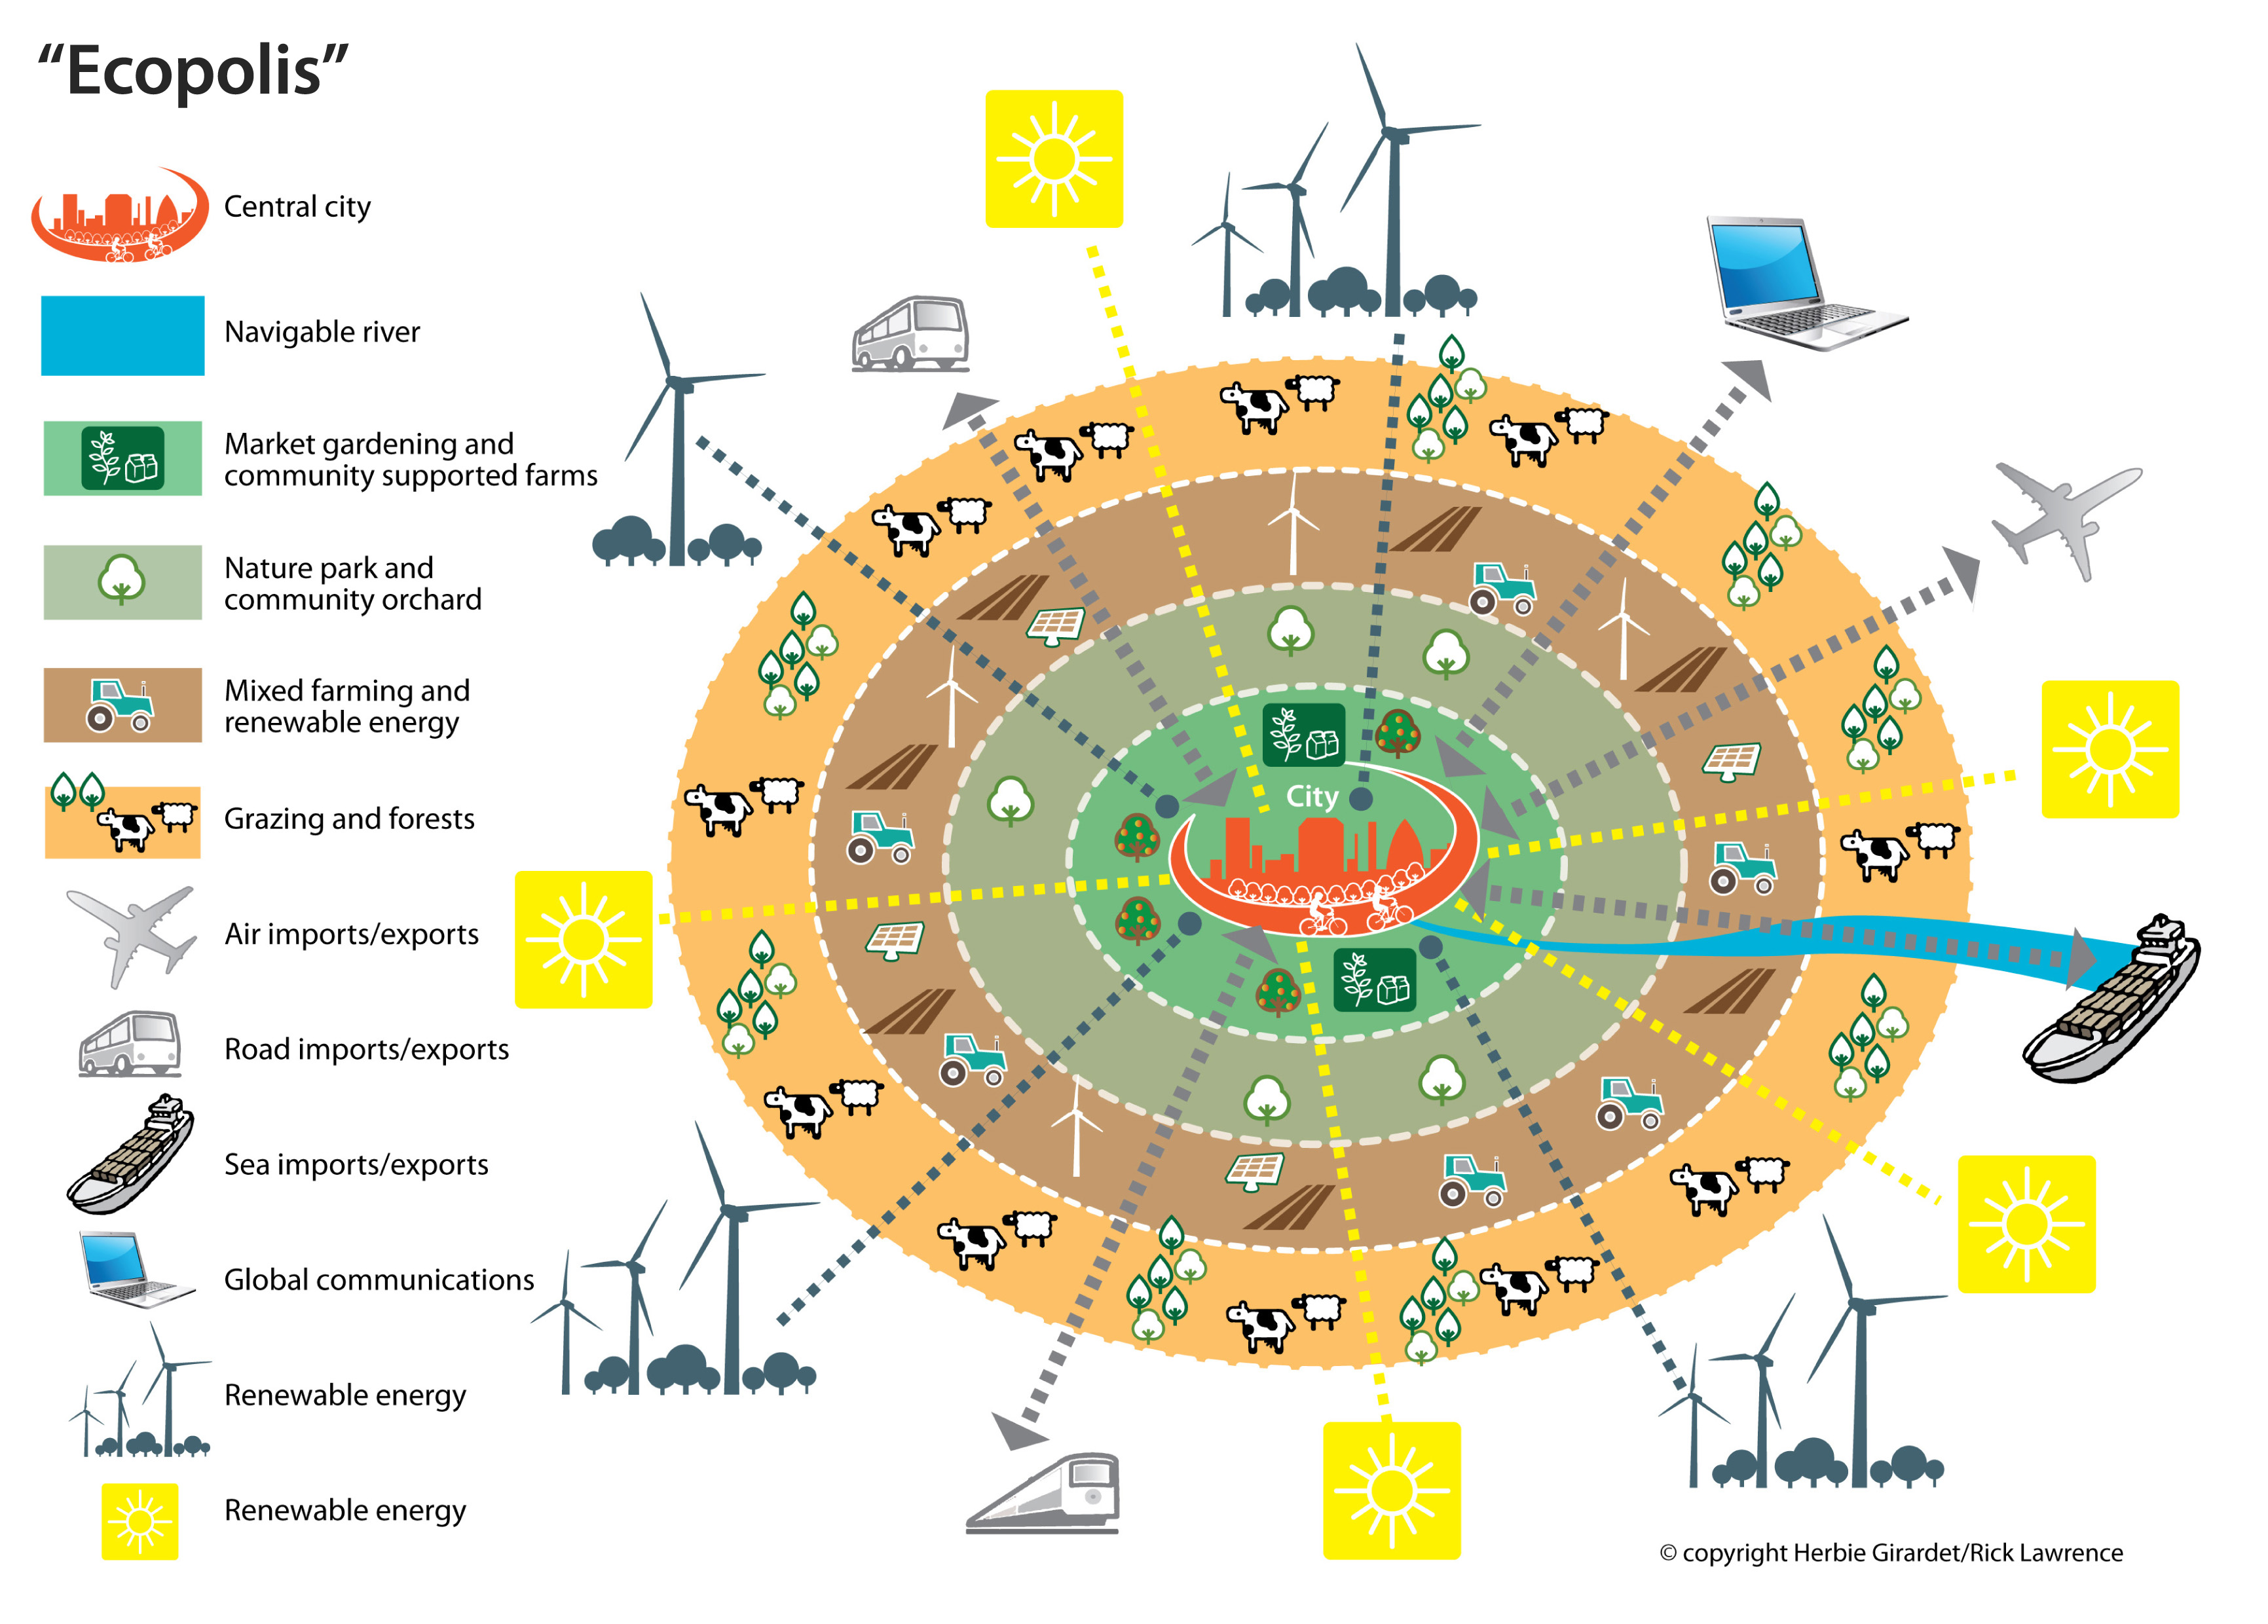 “Ecopolis”
Central city
Navigable river
Market gardening and
community supported farms
Nature park and
community orchard
Mixed farming and
renewable energy
Grazing and forests
Air imports/exports
Road imports/exports
Sea imports/exports
Global communications
Renewable energy
Renewable energy
City
© copyright Herbie Girardet/Rick Lawrence